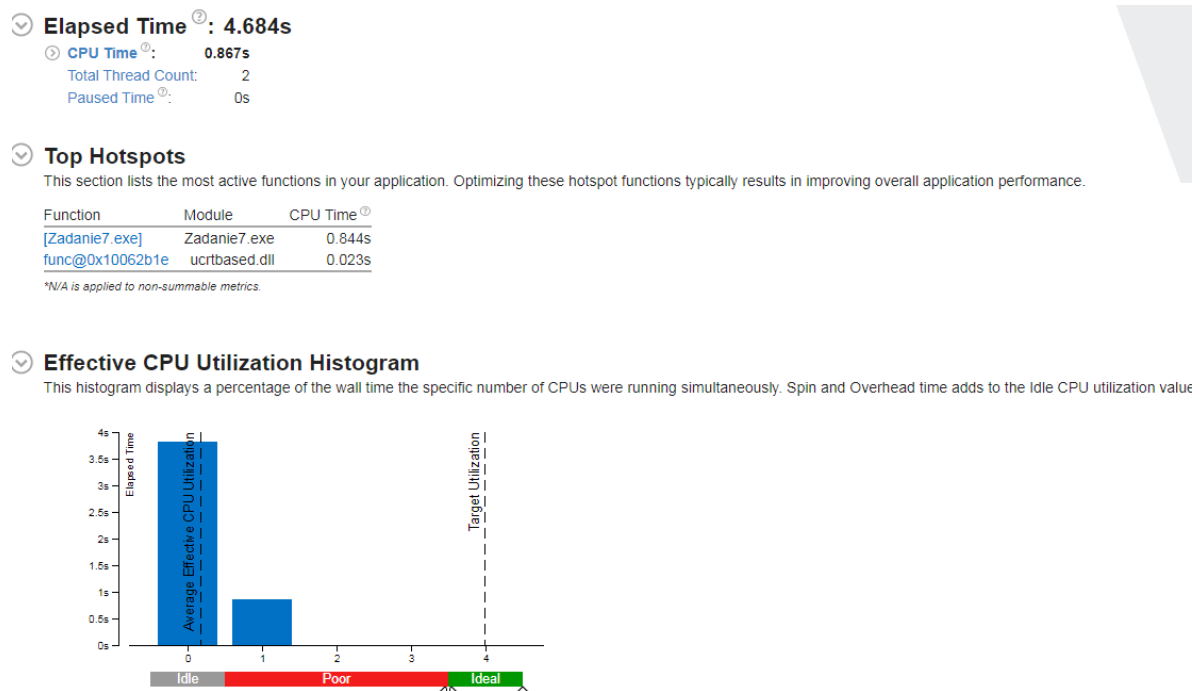 Elapsed Time ?: 4.684s
CPU Time ?: 0.867s
Total Thread Count: 2
Paused Time ?: 0s
Top Hotspots
This section lists the most active functions in your application. Optimizing these hotspot functions typically results in improving overall application performance.
Function Module CPU Time ?
[Zadanie7.exe] Zadanie7.exe 0.844s
func@0x10062b1e ucrtbased.dll 0.023s
*N/A is applied to non-summable metrics.
Effective CPU Utilization Histogram
This histogram displays a percentage of the wall time the specific number of CPUs were running simultaneously. Spin and Overhead time adds to the Idle CPU utilization value
4s
3.5s
3s
2.5s
2s
1.5s
1s
0.5s
0s
Elapsed Time
Average Effective CPU Utilization
Target Utilization
0 1 2 3 4
Idle Poor Ideal